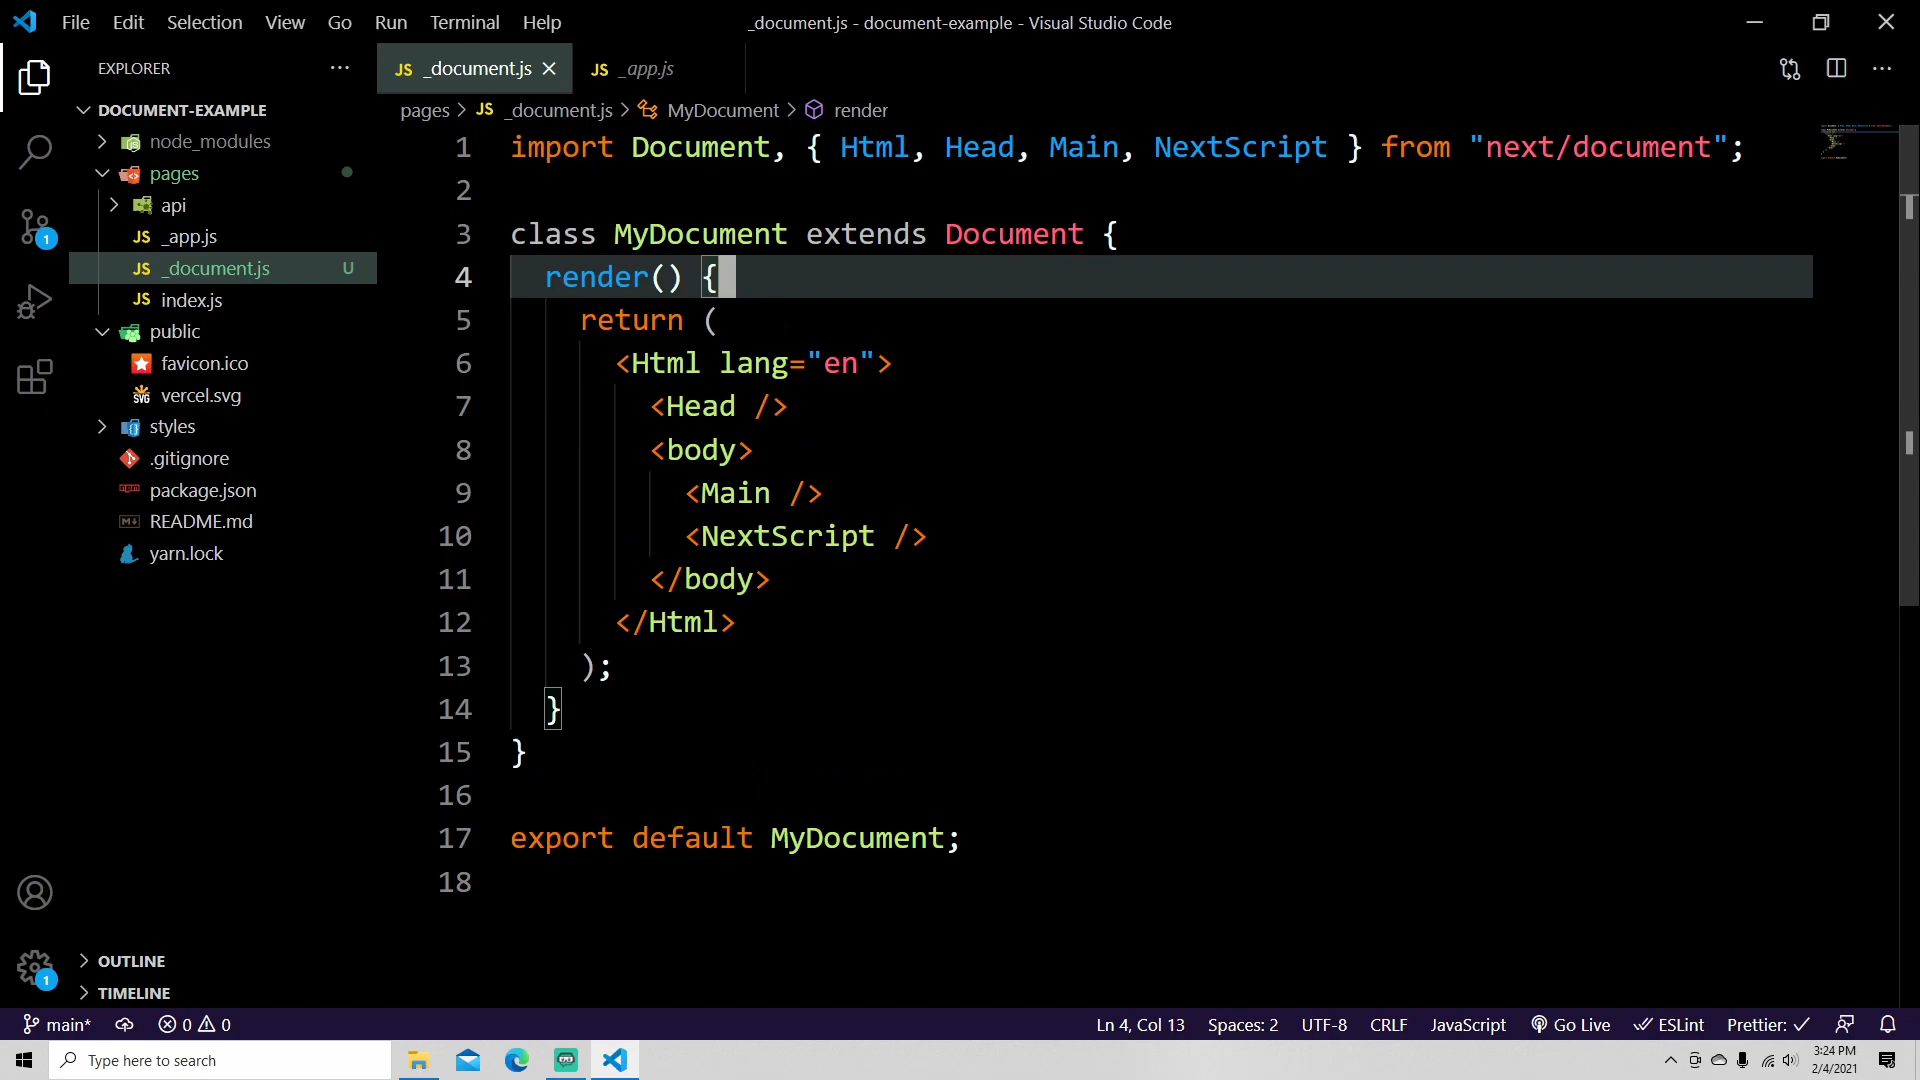 File Edit Selection View Go Run Terminal Help
_document.js - document-example - Visual Studio Code
EXPLORER
DOCUMENT-EXAMPLE
node_modules
pages
api
JS _app.js
JS _document.js U
JS index.js
public
favicon.ico
SVG vercel.svg
styles
.gitignore
package.json
README.md
yarn.lock
OUTLINE
TIMELINE
1
1
JS _document.js
JS _app.js
pages > JS _document.js > MyDocument > render
1 import Document, { Html, Head, Main, NextScript } from "next/document";
2
3 class MyDocument extends Document {
4 render() {
5 return (
6 <Html lang="en">
7 <Head />
8 <body>
9 <Main />
10 <NextScript />
11 </body>
12 </Html>
13 );
14 }
15 }
16
17 export default MyDocument;
18
main* 0 0 Ln 4, Col 13 Spaces: 2 UTF-8 CRLF JavaScript Go Live ESLint Prettier:
Type here to search
3:24 PM
2/4/2021